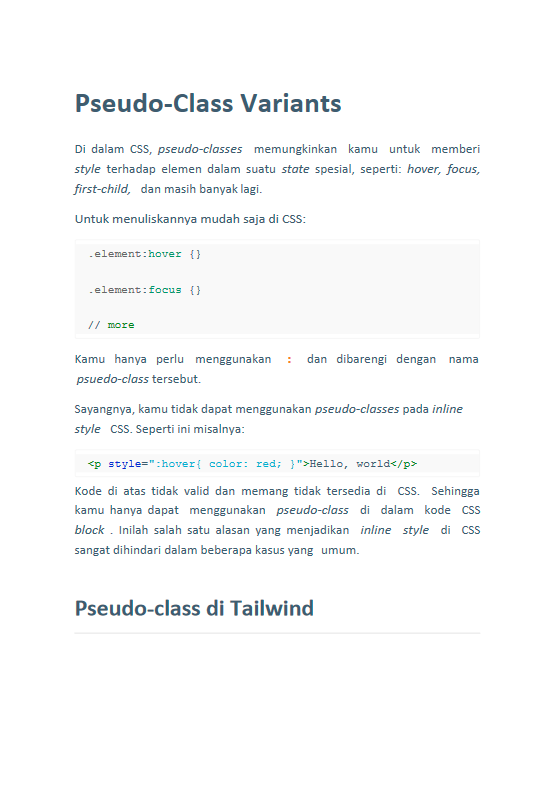 Pseudo-Class Variants
Di dalam CSS, pseudo-classes memungkinkan kamu untuk memberi
style terhadap elemen dalam suatu state spesial, seperti: hover, focus,
first-child, dan masih banyak lagi.
Untuk menuliskannya mudah saja di CSS:
.element:hover {}
.element:focus {}
// more
Kamu hanya perlu menggunakan : dan dibarengi dengan nama
psuedo-class tersebut.
Sayangnya, kamu tidak dapat menggunakan pseudo-classes pada inline
style CSS. Seperti ini misalnya:
<p style=":hover{ color: red; }">Hello, world</p>
Kode di atas tidak valid dan memang tidak tersedia di CSS. Sehingga
kamu hanya dapat menggunakan pseudo-class di dalam kode CSS
block . Inilah salah satu alasan yang menjadikan inline style di CSS
sangat dihindari dalam beberapa kasus yang umum.
Pseudo-class di Tailwind